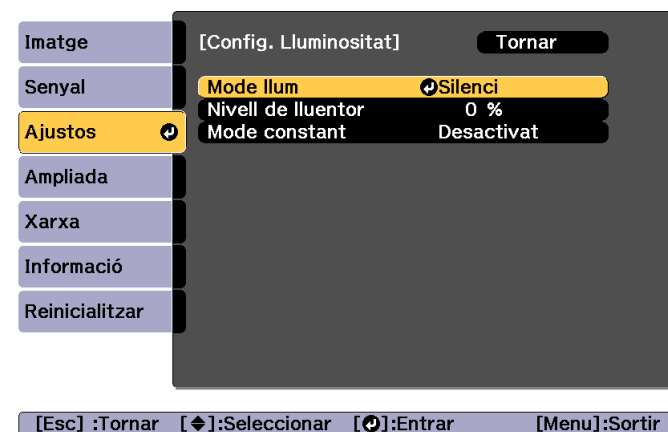 Imatge
Senyal
Ajustos
Ampliada
Xarxa
Informació
Reinicialitzar
[Config. Lluminositat] Tornar
Mode llum Silenci
Nivell de lluentor 0 %
Mode constant Desactivat
[Esc] :Tornar [ ]:Seleccionar [ ]:Entrar [Menu]:Sortir